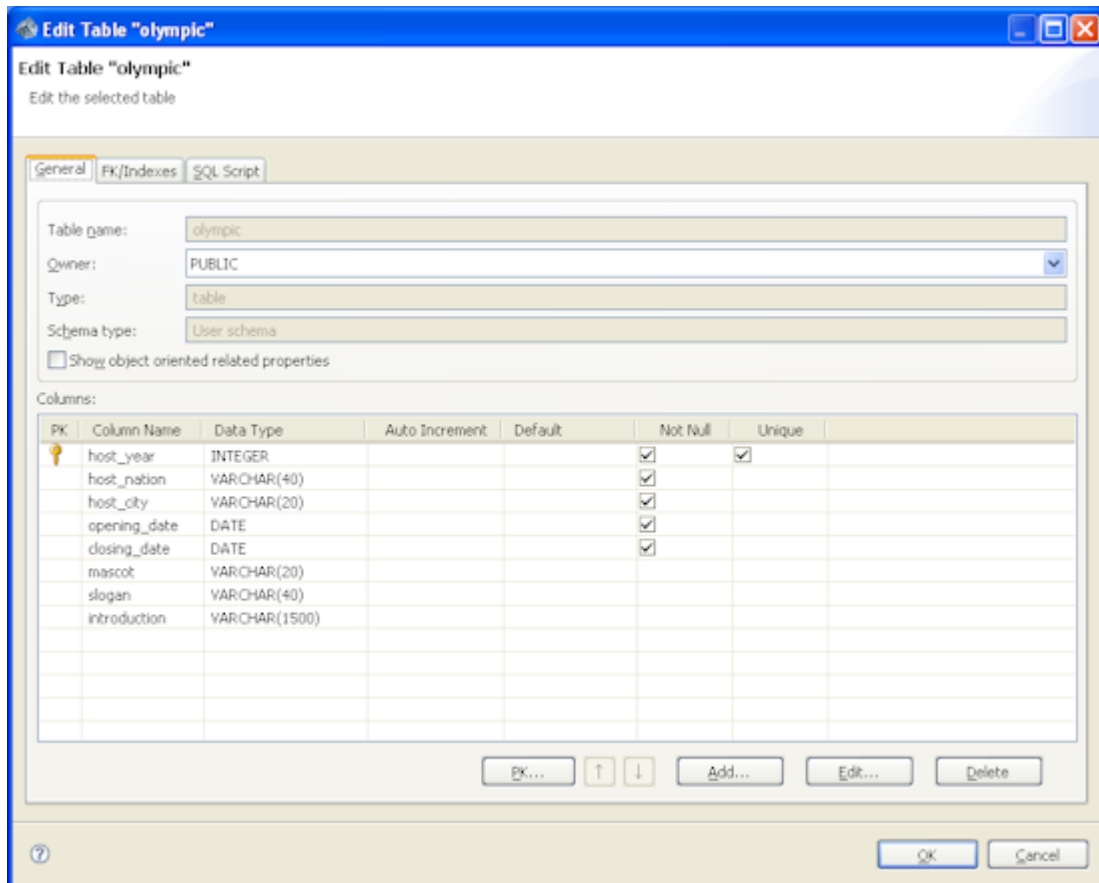 Edit Table "olympic"
Edit Table "olympic"
Edit the selected table
General FK/Indexes SQL Script
Table name: olympic
Owner: PUBLIC
Type: table
Schema type: User schema
Show object oriented related properties
Columns:
PK Column Name Data Type Auto Increment Default Not Null Unique
host_year INTEGER
host_nation VARCHAR(40)
host_city VARCHAR(20)
opening_date DATE
closing_date DATE
mascot VARCHAR(20)
slogan VARCHAR(40)
introduction VARCHAR(1500)
PK... ↑ ↓ Add... Edit... Delete
? OK Cancel